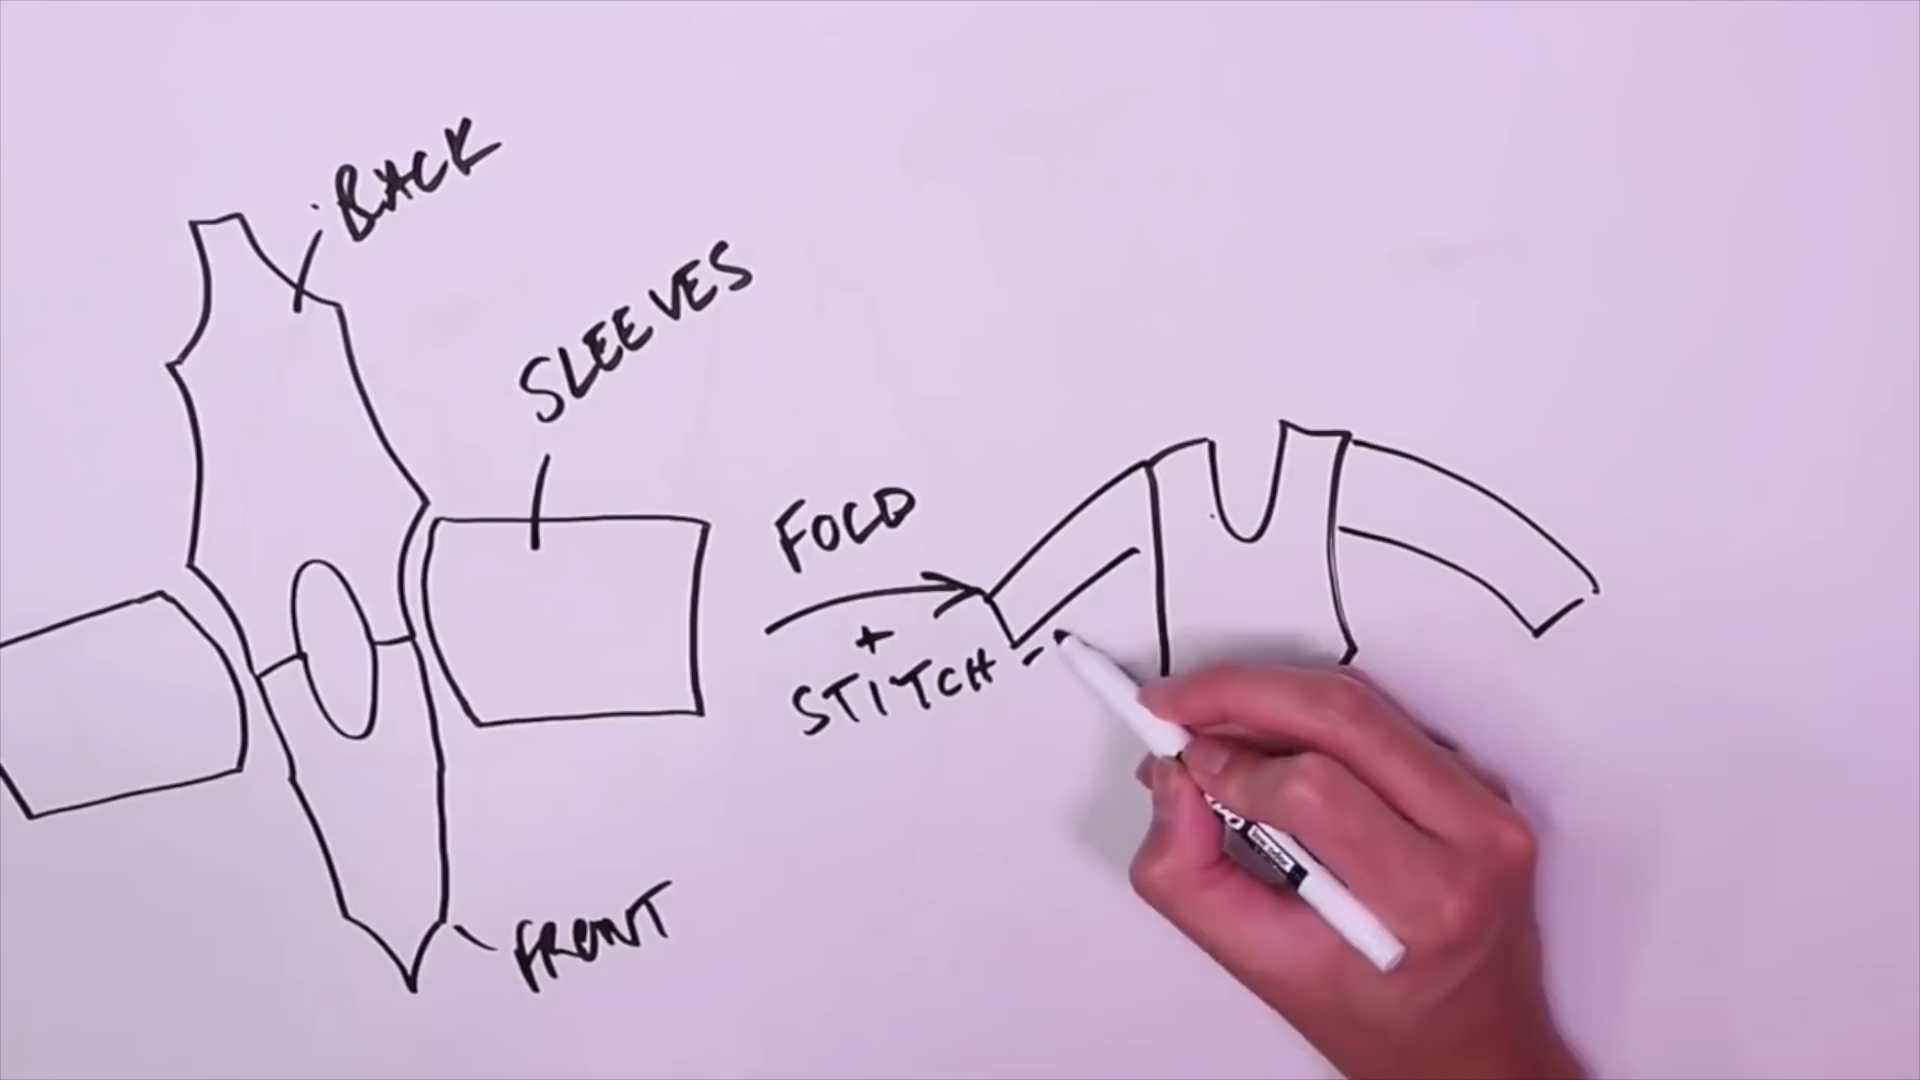 BACK
SLEEVES
FOLD
+
STITCH
FRONT